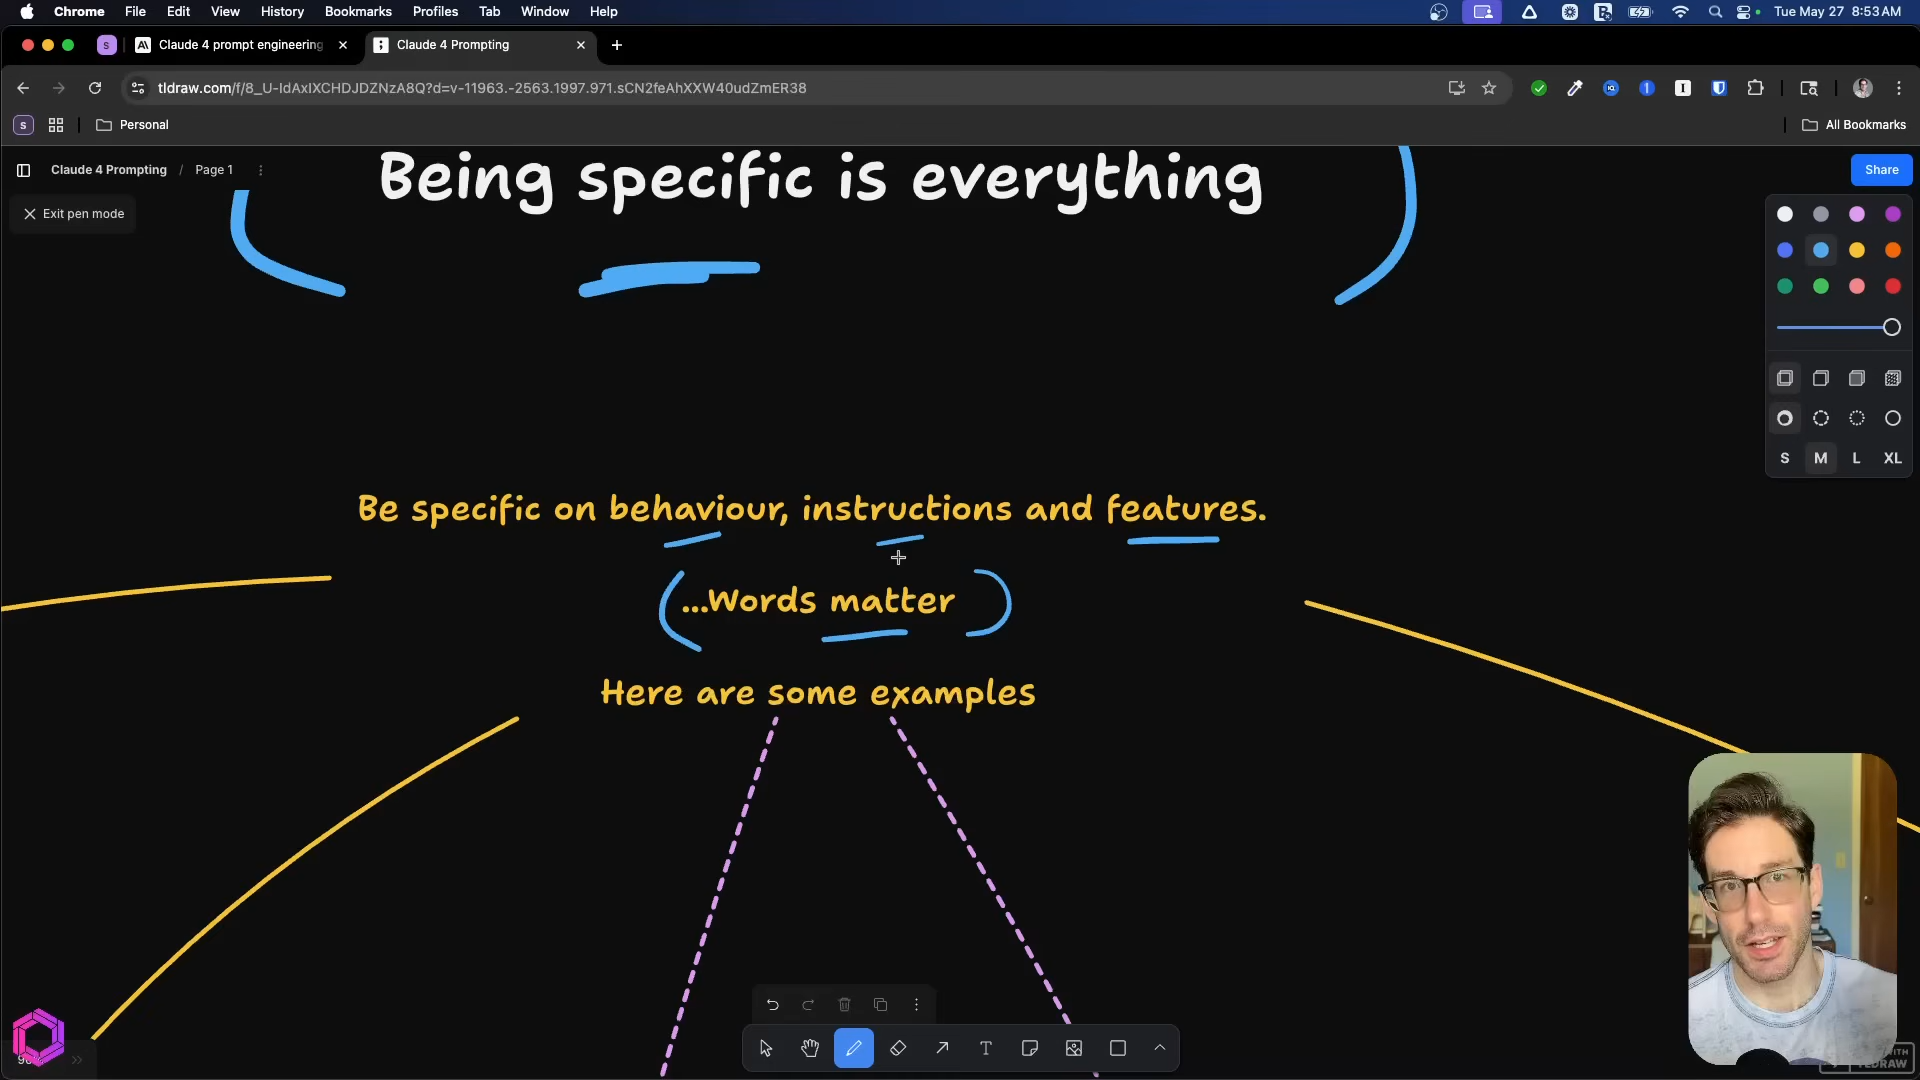 Chrome File Edit View History Bookmarks Profiles Tab Window Help Tue May 27 8:53 AM
S Claude 4 prompt engineering Claude 4 Prompting
tldraw.com/f/8_U-IdAxIXCHDJDZNzA8Q?d=v-11963.-2563.1997.971.sCN2feAhXXW40udZmER38
S Personal All Bookmarks
Claude 4 Prompting / Page 1 Share
Exit pen mode
Being specific is everything
S M L XL
Be specific on behaviour, instructions and features.
...Words matter
Here are some examples